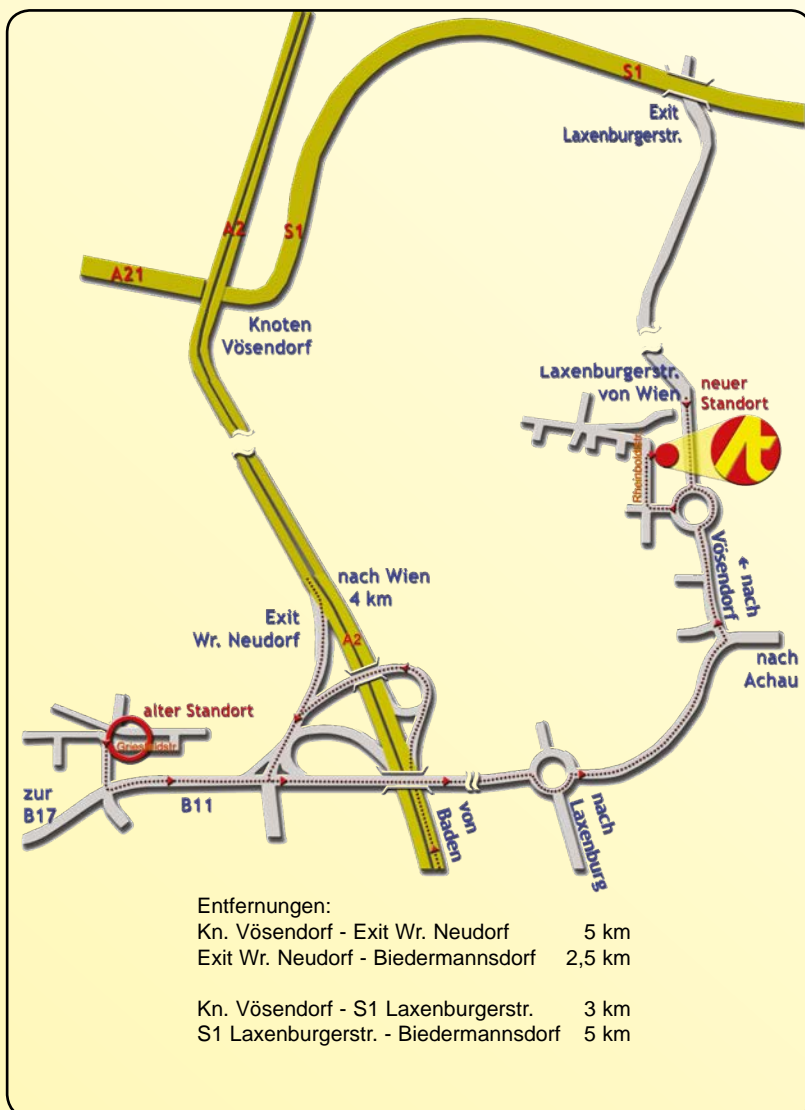 S1
Exit
Laxenburgerstr.
A2
S1
A21
Knoten
Vösendorf
Laxenburgerstr.
von Wien
neuer
Standort
Rheinboldtstr.
← nach
Vösendorf
nach Wien
4 km
Exit
Wr. Neudorf
A2
nach
Achau
alter Standort
Griesfeldstr.
zur
B17
B11
von
Baden
nach
Laxenburg
Entfernungen:
Kn. Vösendorf - Exit Wr. Neudorf 5 km
Exit Wr. Neudorf - Biedermannsdorf 2,5 km
Kn. Vösendorf - S1 Laxenburgerstr. 3 km
S1 Laxenburgerstr. - Biedermannsdorf 5 km